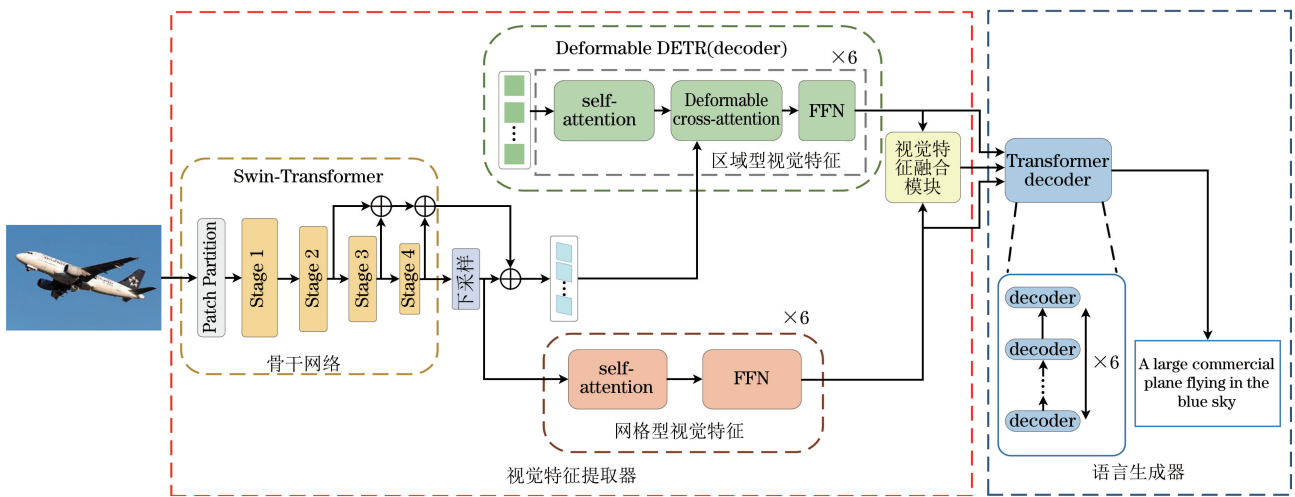 Deformable DETR(decoder)
×6
self-
attention
Deformable
cross-attention
FFN
区域型视觉特征
视觉特
征融合
模块
Transformer
decoder
Swin-Transformer
Patch Partition
Stage 1
Stage 2
Stage 3
Stage 4
下采样
骨干网络
×6
self-
attention
FFN
网格型视觉特征
视觉特征提取器
decoder
decoder
decoder
×6
A large commercial
plane flying in the
blue sky
语言生成器